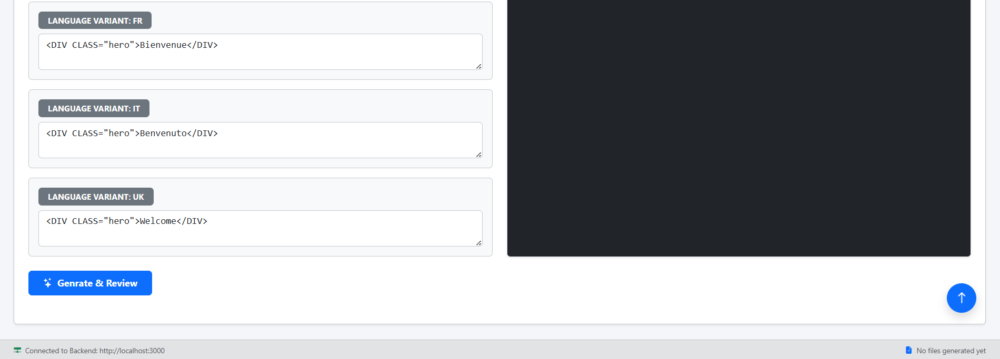 LANGUAGE VARIANT: FR
<DIV CLASS="hero">Bienvenue</DIV>
LANGUAGE VARIANT: IT
<DIV CLASS="hero">Benvenuto</DIV>
LANGUAGE VARIANT: UK
<DIV CLASS="hero">Welcome</DIV>
Genrate & Review
Connected to Backend: http://localhost:3000
No files generated yet